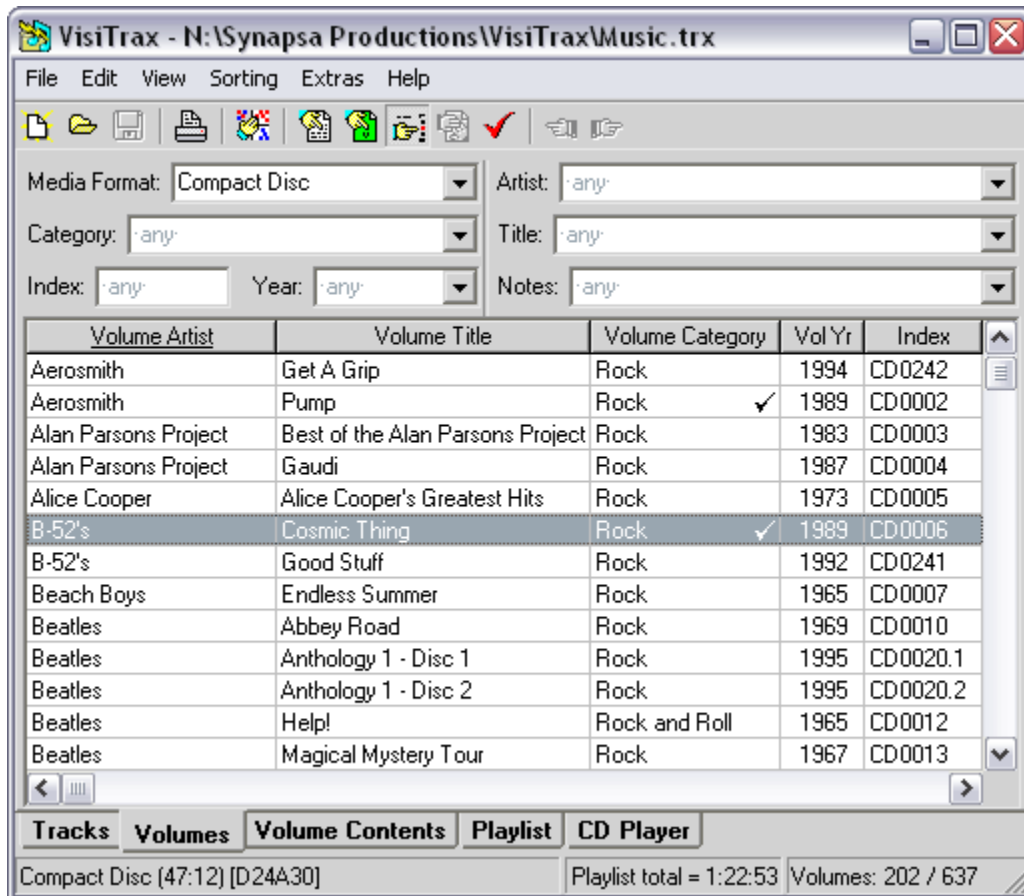 VisiTrax - N:\Synapsa Productions\VisiTrax\Music.trx
File Edit View Sorting Extras Help
Media Format: Compact Disc Artist: ·any·
Category: ·any· Title: ·any·
Index: ·any· Year: ·any· Notes: ·any·
Volume Artist Volume Title Volume Category Vol Yr Index
Aerosmith Get A Grip Rock 1994 CD0242
Aerosmith Pump Rock ✓ 1989 CD0002
Alan Parsons Project Best of the Alan Parsons Project Rock 1983 CD0003
Alan Parsons Project Gaudi Rock 1987 CD0004
Alice Cooper Alice Cooper's Greatest Hits Rock 1973 CD0005
B-52's Cosmic Thing Rock ✓ 1989 CD0006
B-52's Good Stuff Rock 1992 CD0241
Beach Boys Endless Summer Rock 1965 CD0007
Beatles Abbey Road Rock 1969 CD0010
Beatles Anthology 1 - Disc 1 Rock 1995 CD0020.1
Beatles Anthology 1 - Disc 2 Rock 1995 CD0020.2
Beatles Help! Rock and Roll 1965 CD0012
Beatles Magical Mystery Tour Rock 1967 CD0013
Tracks Volumes Volume Contents Playlist CD Player
Compact Disc (47:12) [D24A30] Playlist total = 1:22:53 Volumes: 202 / 637